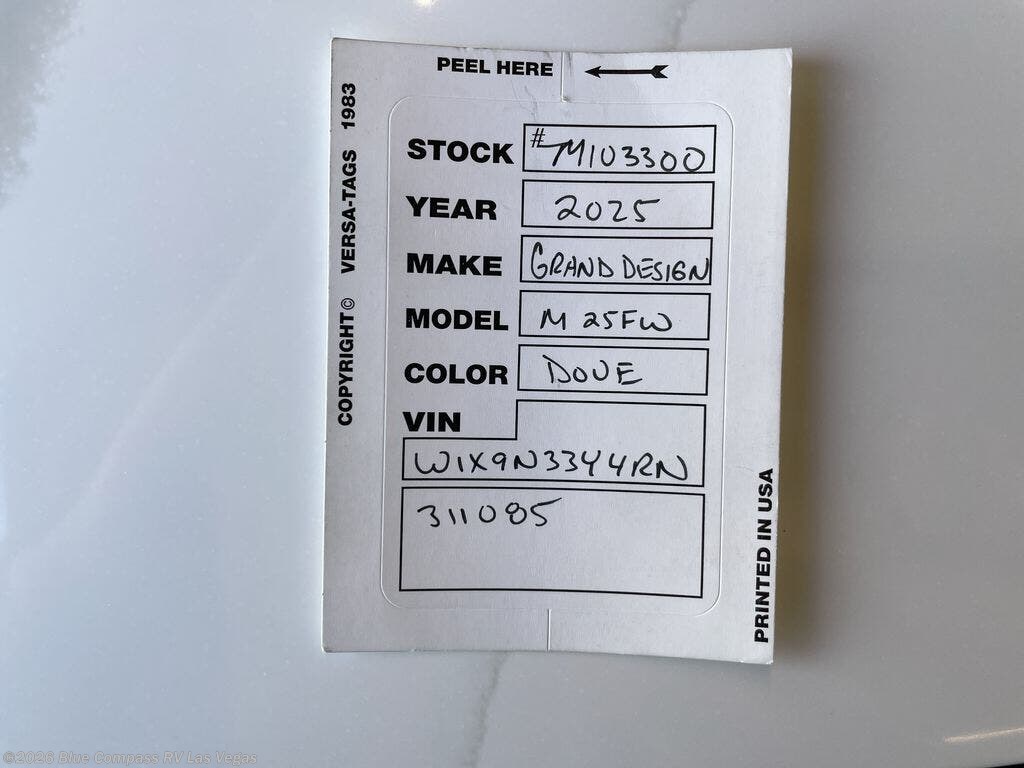 PEEL HERE
COPYRIGHT© VERSA-TAGS 1983
STOCK #TM103300
YEAR 2025
MAKE GRAND DESIGN
MODEL M 25FW
COLOR DOVE
VIN
W1X9N3344RN
311085
PRINTED IN USA
©2026 Blue Compass RV Las Vegas